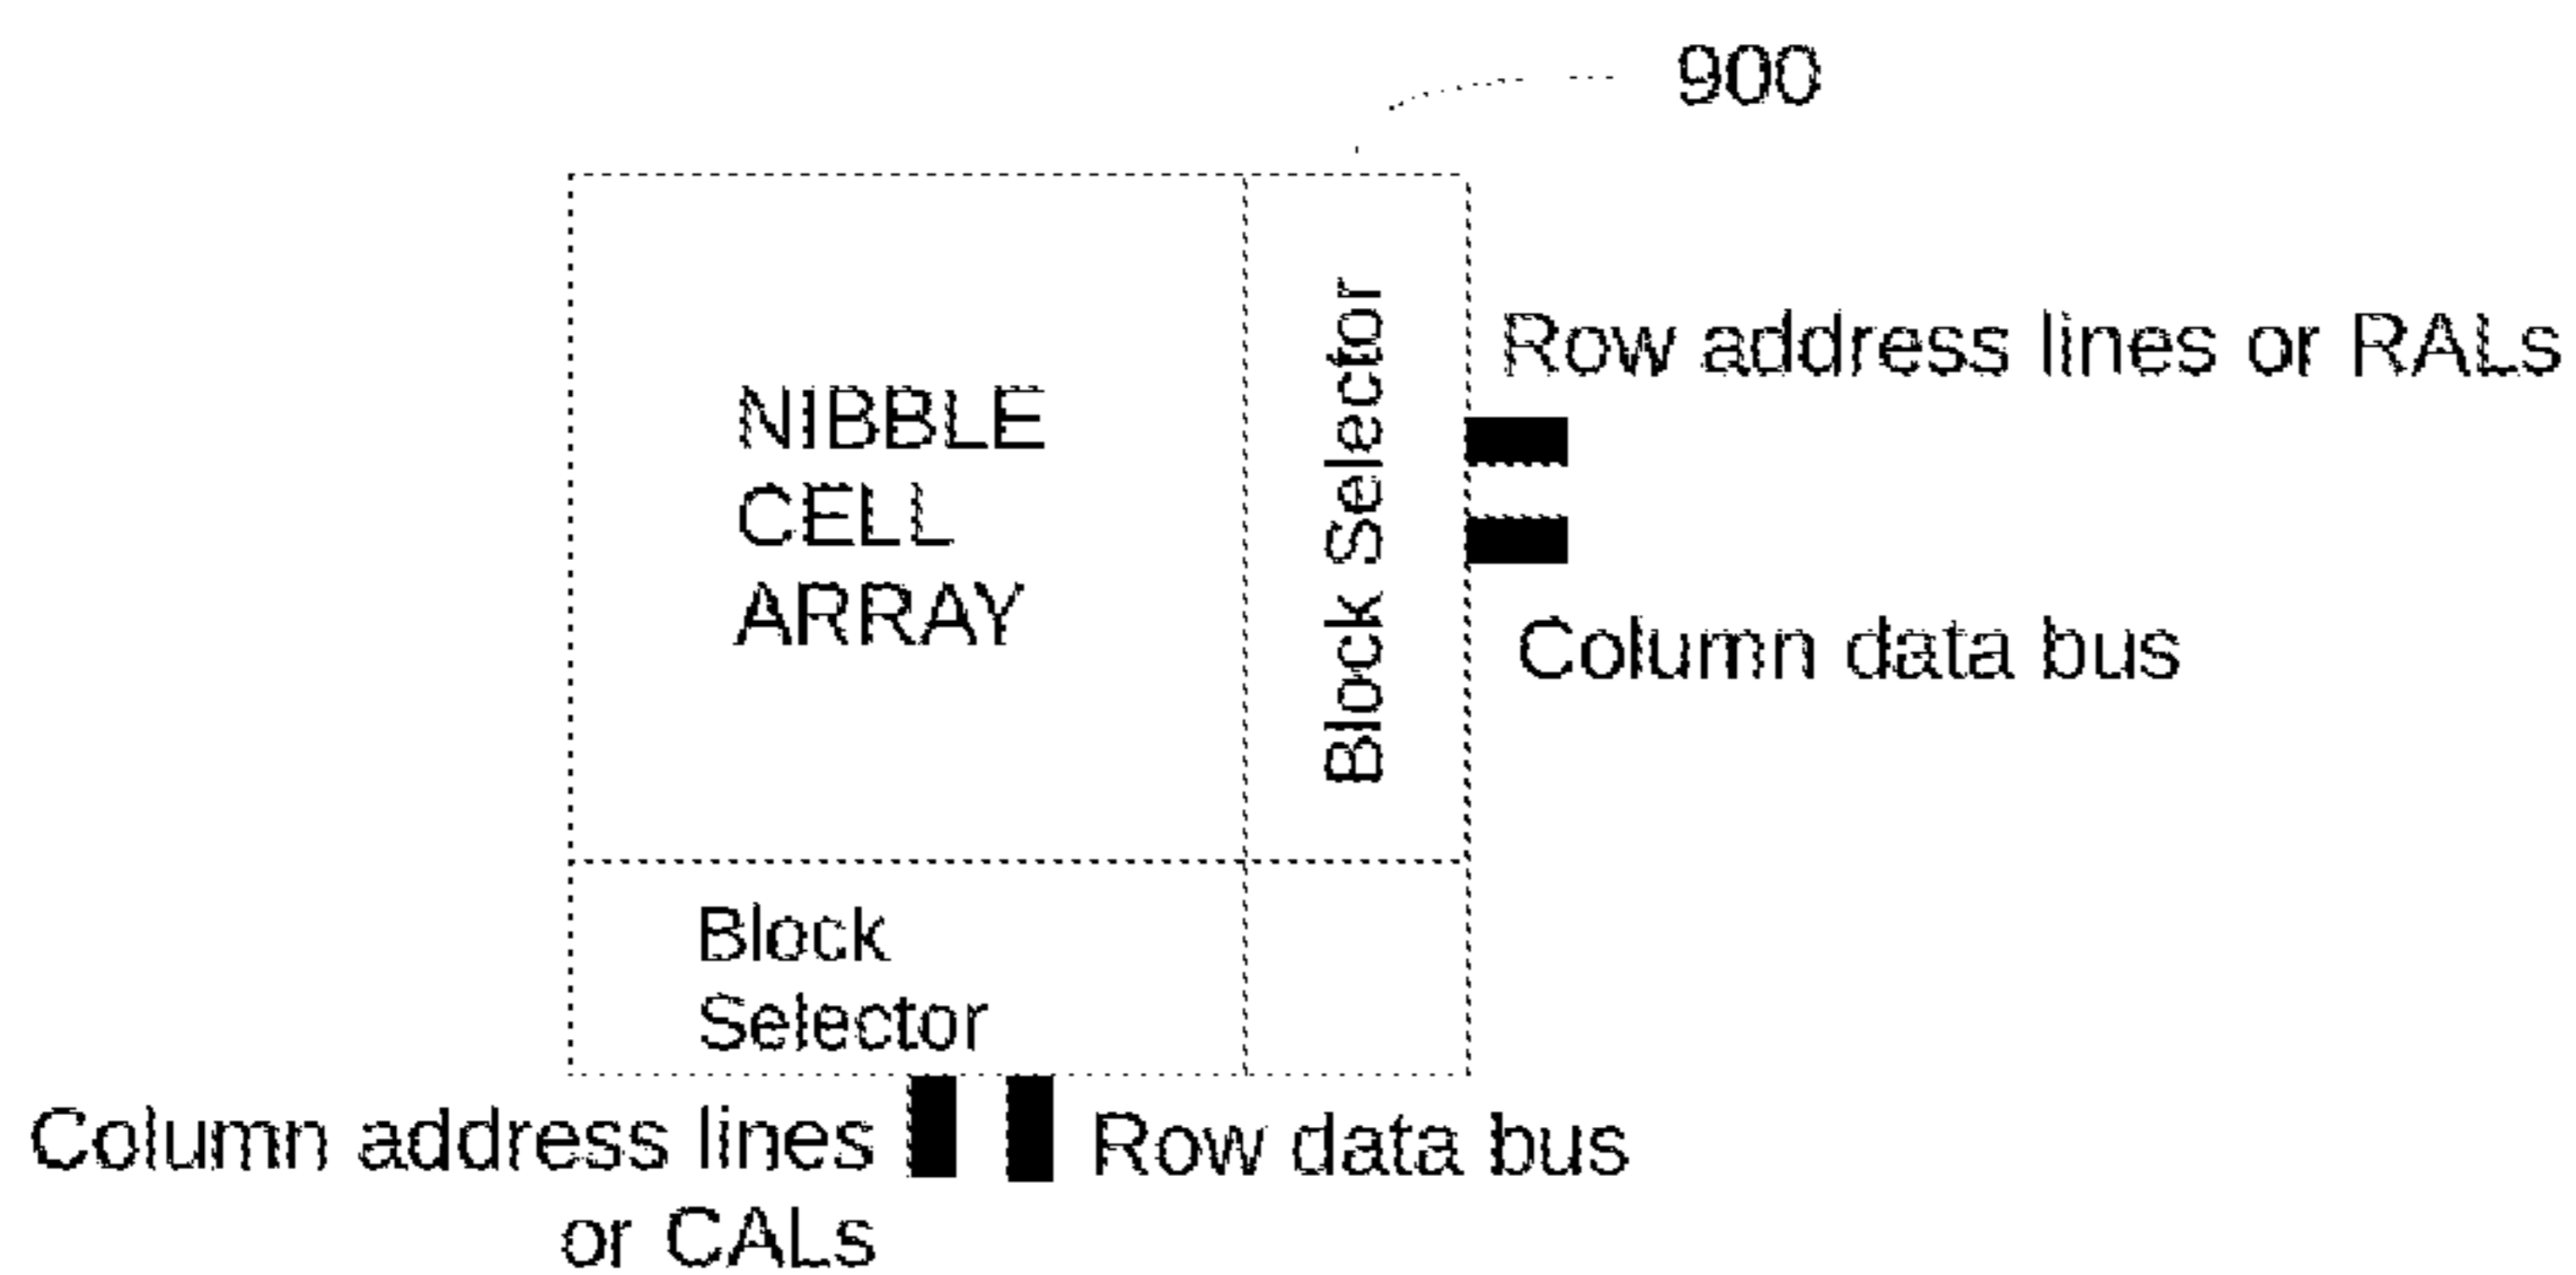 900
Row address lines or RALs
NIBBLE
CELL
ARRAY
Block Selector
Column data bus
Block
Selector
Column address lines
or CALs
Row data bus